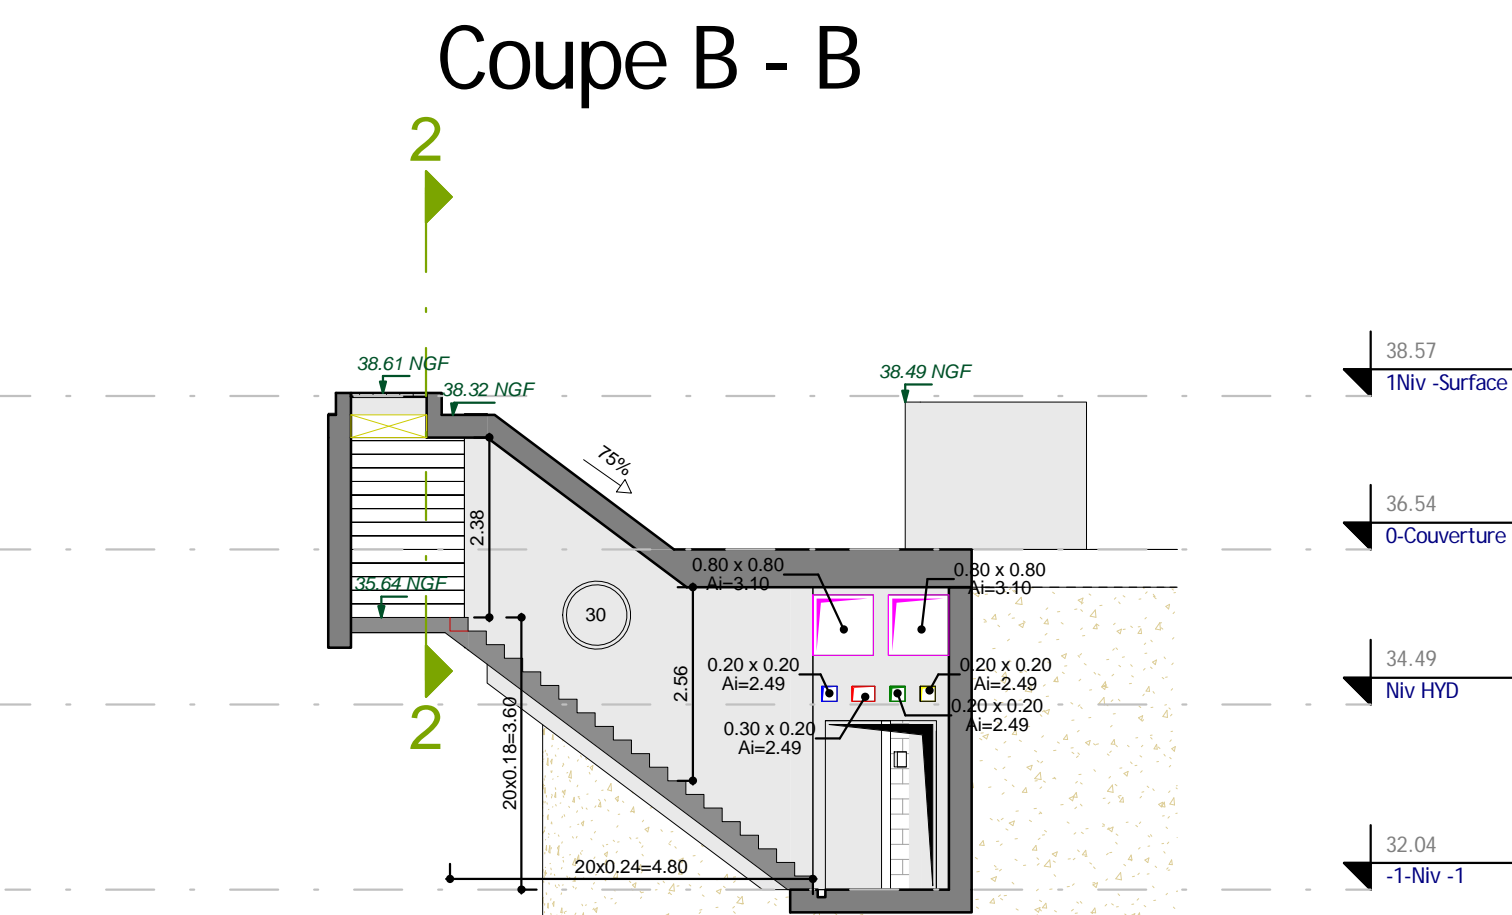 Coupe B - B
2
38.61 NGF
38.32 NGF
38.49 NGF
38.57
1Niv -Surface
75%
36.54
0-Couverture
2.38
35.64 NGF
0.80 x 0.80
Ai=3.10
0.80 x 0.80
Ai=3.10
30
2.56
0.20 x 0.20
Ai=2.49
0.20 x 0.20
Ai=2.49
34.49
Niv HYD
0.20 x 0.20
Ai=2.49
0.30 x 0.20
Ai=2.49
2
20x0.18=3.60
20x0.24=4.80
32.04
-1-Niv -1